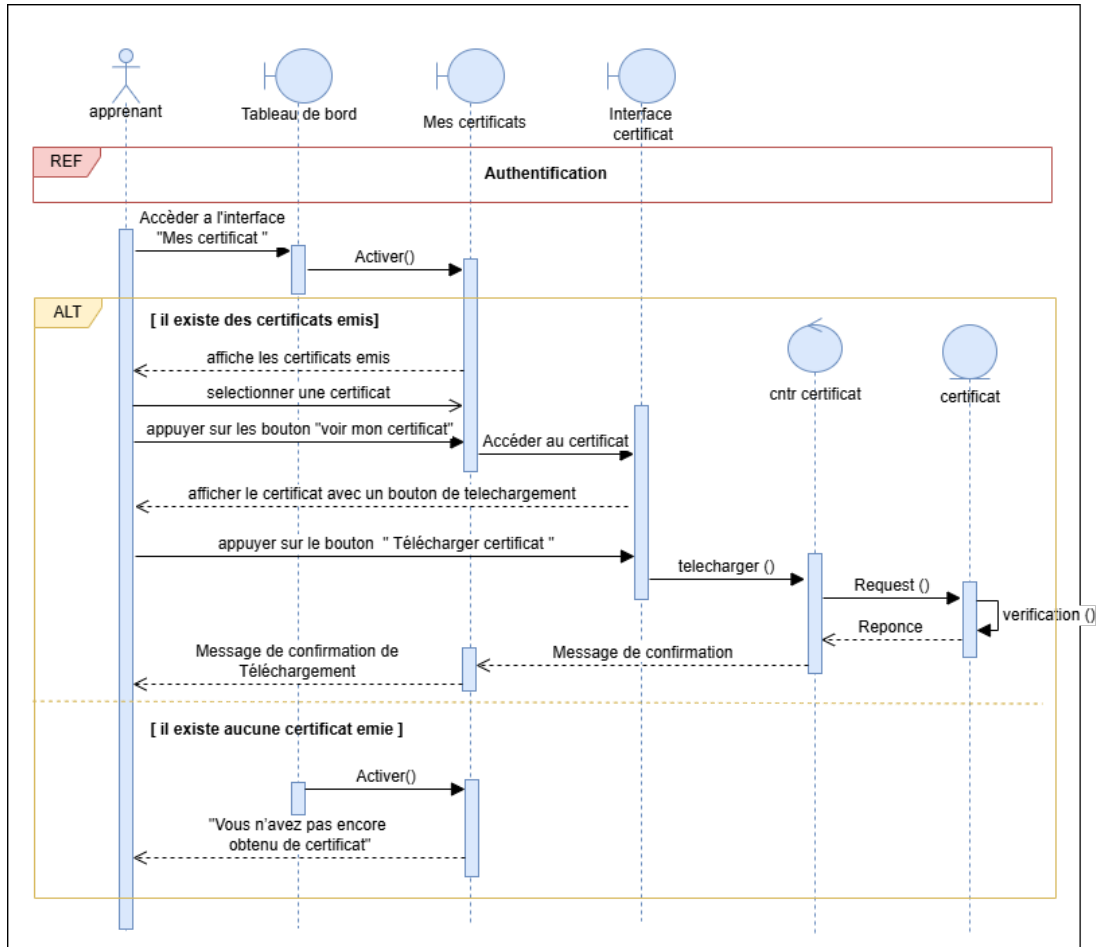 apprenant
Tableau de bord
Mes certificats
Interface
certificat
REF
Authentification
Accèder a l'interface
"Mes certificat "
Activer()
ALT
[ il existe des certificats emis]
cntr certificat
certificat
affiche les certificats emis
selectionner une certificat
appuyer sur les bouton "voir mon certificat"
Accéder au certificat
afficher le certificat avec un bouton de telechargement
appuyer sur le bouton " Télécharger certificat "
telecharger ()
Request ()
verification ()
Reponce
Message de confirmation
Message de confirmation de
Téléchargement
[ il existe aucune certificat emie ]
Activer()
"Vous n'avez pas encore
obtenu de certificat"